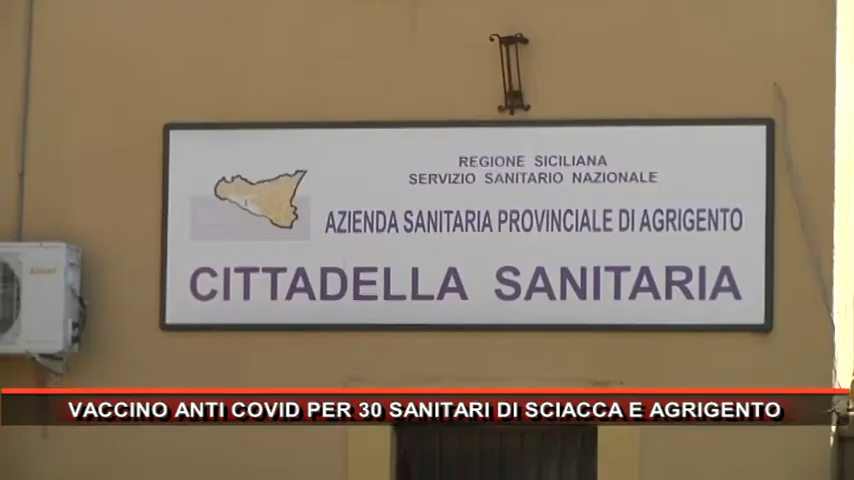 REGIONE SICILIANA
SERVIZIO SANITARIO NAZIONALE
AZIENDA SANITARIA PROVINCIALE DI AGRIGENTO
CITTADELLA SANITARIA
VACCINO ANTI COVID PER 30 SANITARI DI SCIACCA E AGRIGENTO